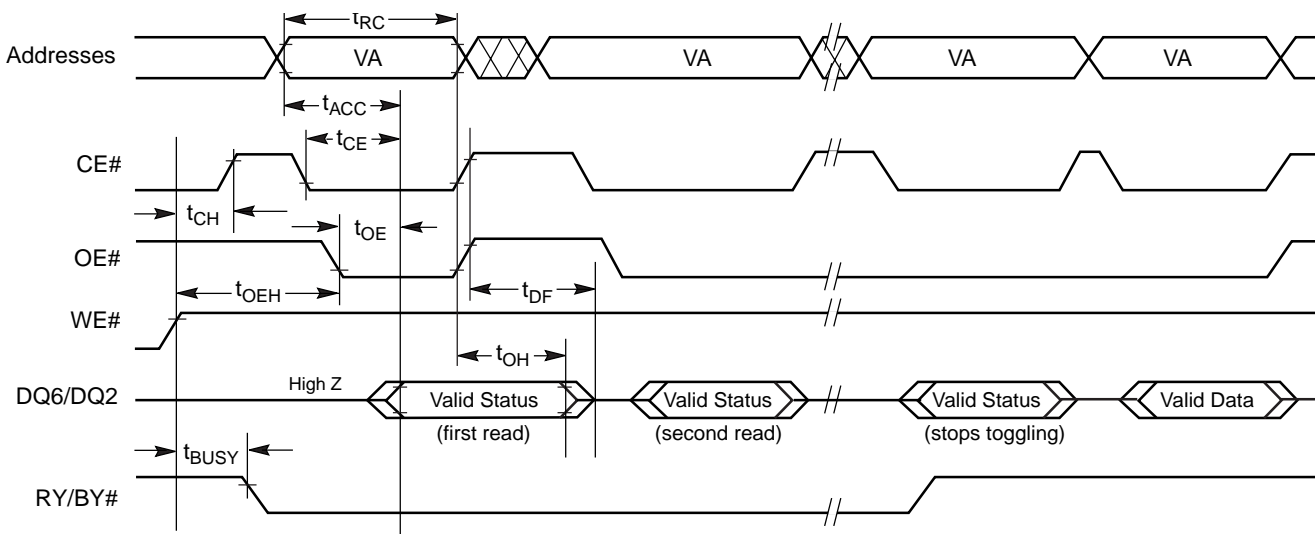 tRC
Addresses VA VA VA VA
tACC
tCE
CE#
tCH tOE
OE#
tOEH tDF
WE#
tOH
High Z
DQ6/DQ2 Valid Status Valid Status Valid Status Valid Data
(first read) (second read) (stops toggling)
tBUSY
RY/BY#